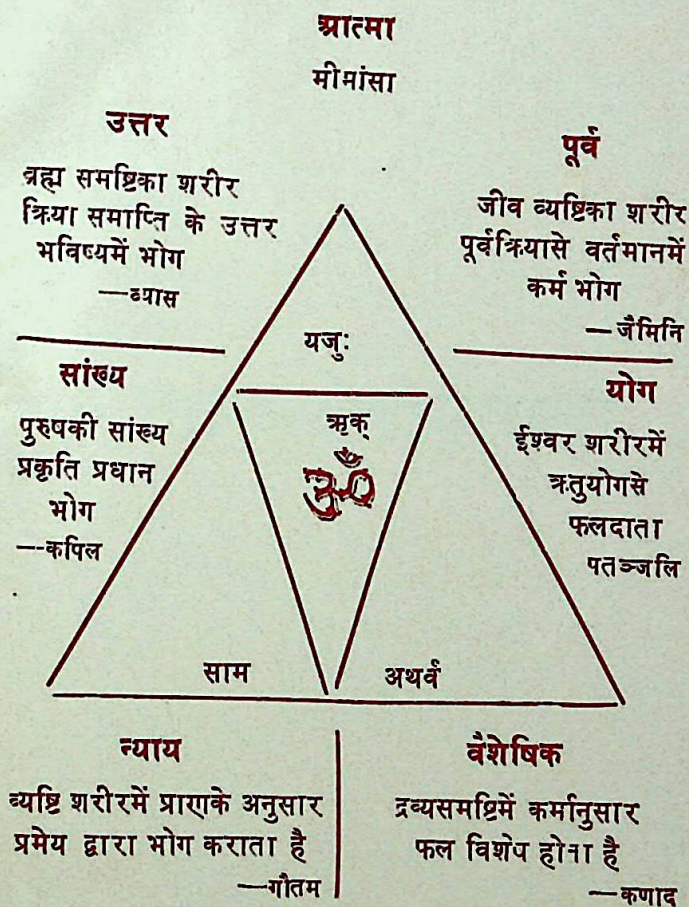 आत्मा
मीमांसा
उत्तर
ब्रह्म समष्टिका शरीर
क्रिया समाप्ति के उत्तर
भविष्यमें भोग
—व्यास
पूर्व
जीव व्यष्टिका शरीर
पूर्वक्रियासे वर्तमानमें
कर्म भोग
—जैमिनि
सांख्य
पुरुषकी सांख्य
प्रकृति प्रधान
भोग
—कपिल
यजुः
ऋक्
ॐ
योग
ईश्वर शरीरमें
ऋतुयोगसे
फलदाता
पतञ्जलि
साम
अथर्व
न्याय
व्यष्टि शरीरमें प्राणके अनुसार
प्रमेय द्वारा भोग कराता है
—गौतम
वैशेषिक
द्रव्यसमष्टिमें कर्मानुसार
फल विशेष होता है
—कणाद